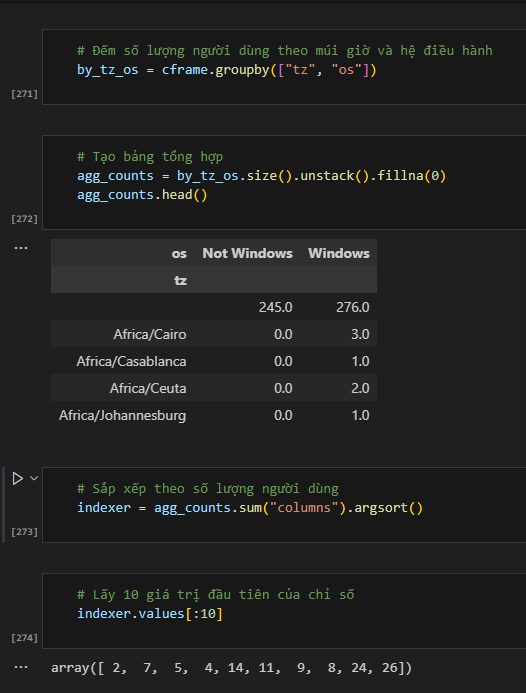 # Đếm số lượng người dùng theo múi giờ và hệ điều hành
by_tz_os = cframe.groupby(["tz", "os"])
[271]
# Tạo bảng tổng hợp
agg_counts = by_tz_os.size().unstack().fillna(0)
agg_counts.head()
[272]
...
os Not Windows Windows
tz
245.0 276.0
Africa/Cairo 0.0 3.0
Africa/Casablanca 0.0 1.0
Africa/Ceuta 0.0 2.0
Africa/Johannesburg 0.0 1.0
# Sắp xếp theo số lượng người dùng
indexer = agg_counts.sum("columns").argsort()
[273]
# Lấy 10 giá trị đầu tiên của chỉ số
indexer.values[:10]
[274]
... array([ 2,  7,  5,  4, 14, 11,  9,  8, 24, 26])